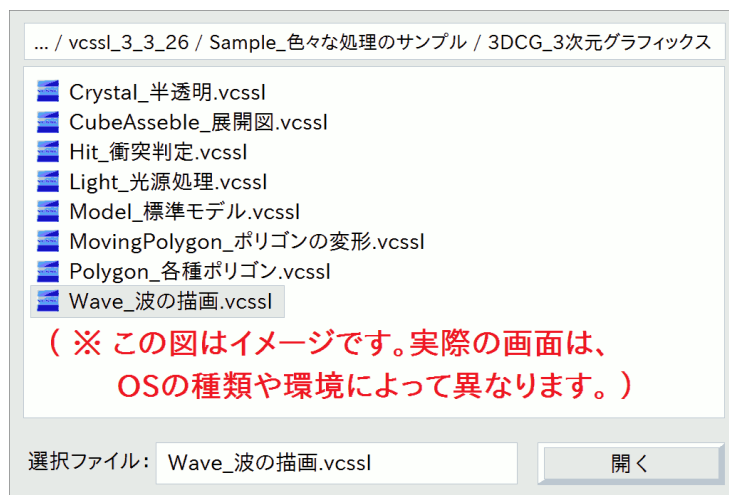 ... / vcssl_3_3_26 / Sample_色々な処理のサンプル / 3DCG_3次元グラフィックス
Crystal_半透明.vcssl
CubeAsseble_展開図.vcssl
Hit_衝突判定.vcssl
Light_光源処理.vcssl
Model_標準モデル.vcssl
MovingPolygon_ポリゴンの変形.vcssl
Polygon_各種ポリゴン.vcssl
Wave_波の描画.vcssl
( ※ この図はイメージです。実際の画面は、
OSの種類や環境によって異なります。)
選択ファイル: Wave_波の描画.vcssl 開く